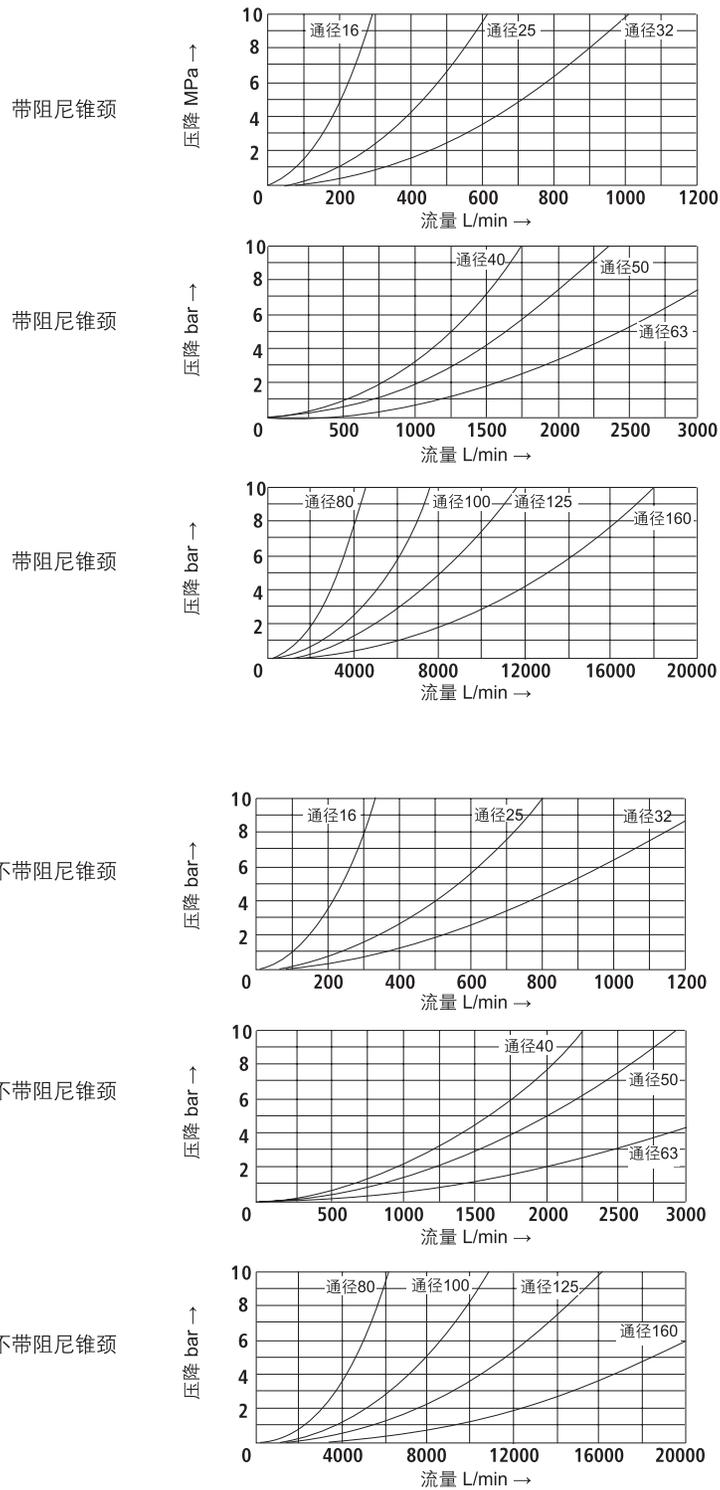 10
通径16
通径25
通径32
8
6
4
2
带阻尼锥颈
压降 MPa →
0
200
400
600
800
1000
1200
流量 L/min →
10
通径40
通径50
通径63
8
6
4
2
带阻尼锥颈
压降 bar →
0
500
1000
1500
2000
2500
3000
流量 L/min →
10
通径80
通径100
通径125
通径160
8
6
4
2
带阻尼锥颈
压降 bar →
0
4000
8000
12000
16000
20000
流量 L/min →
10
通径16
通径25
通径32
8
6
4
2
不带阻尼锥颈
压降 bar→
0
200
400
600
800
1000
1200
流量 L/min →
10
通径40
通径50
通径63
8
6
4
2
不带阻尼锥颈
压降 bar →
0
500
1000
1500
2000
2500
3000
流量 L/min →
10
通径80
通径100
通径125
通径160
8
6
4
2
不带阻尼锥颈
压降 bar →
0
4000
8000
12000
16000
20000
流量 L/min →